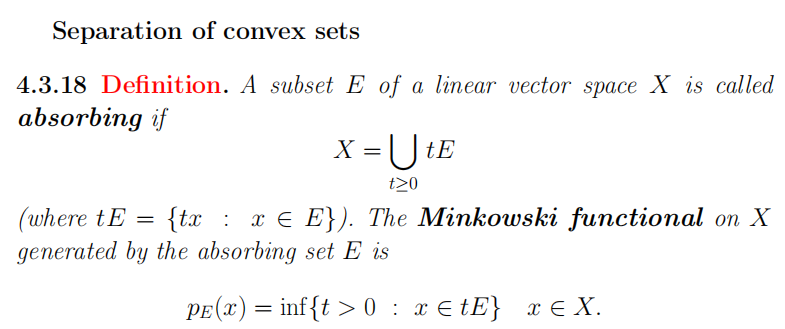 Separation of convex sets
4.3.18 Definition. A subset E of a linear vector space X is called
absorbing if
X = ⋃ tE
t≥0
(where tE = {tx : x ∈ E}). The Minkowski functional on X
generated by the absorbing set E is
p_E(x) = inf{t > 0 : x ∈ tE} x ∈ X.